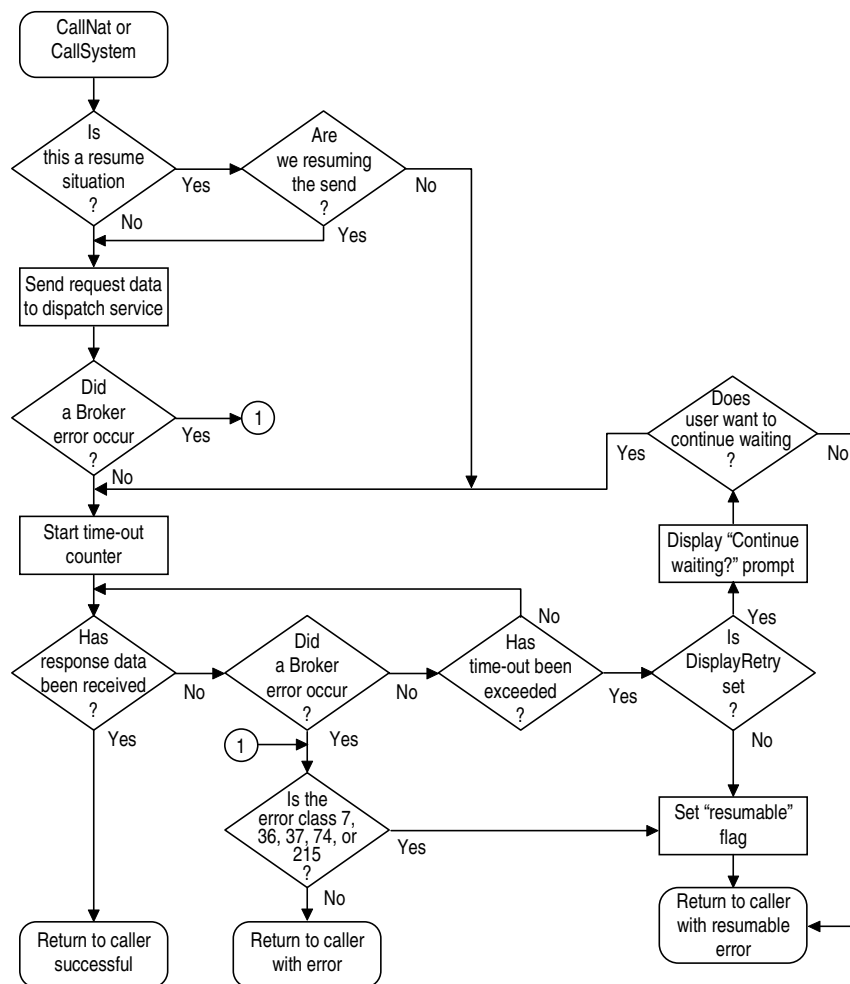 CallNat or
CallSystem
Is
this a resume
situation
?
Yes
No
Are
we resuming
the send
?
No
Yes
Send request data
to dispatch service
Did
a Broker
error occur
?
Yes
1
No
Does
user want to
continue waiting
?
Yes
No
Start time-out
counter
Display “Continue
waiting?” prompt
Yes
No
Has
response data
been received
?
No
Yes
Did
a Broker
error occur
?
No
Yes
Has
time-out been
exceeded
?
Yes
Is
DisplayRetry
set
?
No
1
Is the
error class 7,
36, 37, 74, or
215
?
Yes
No
Set “resumable”
flag
Return to caller
successful
Return to caller
with error
Return to caller
with resumable
error